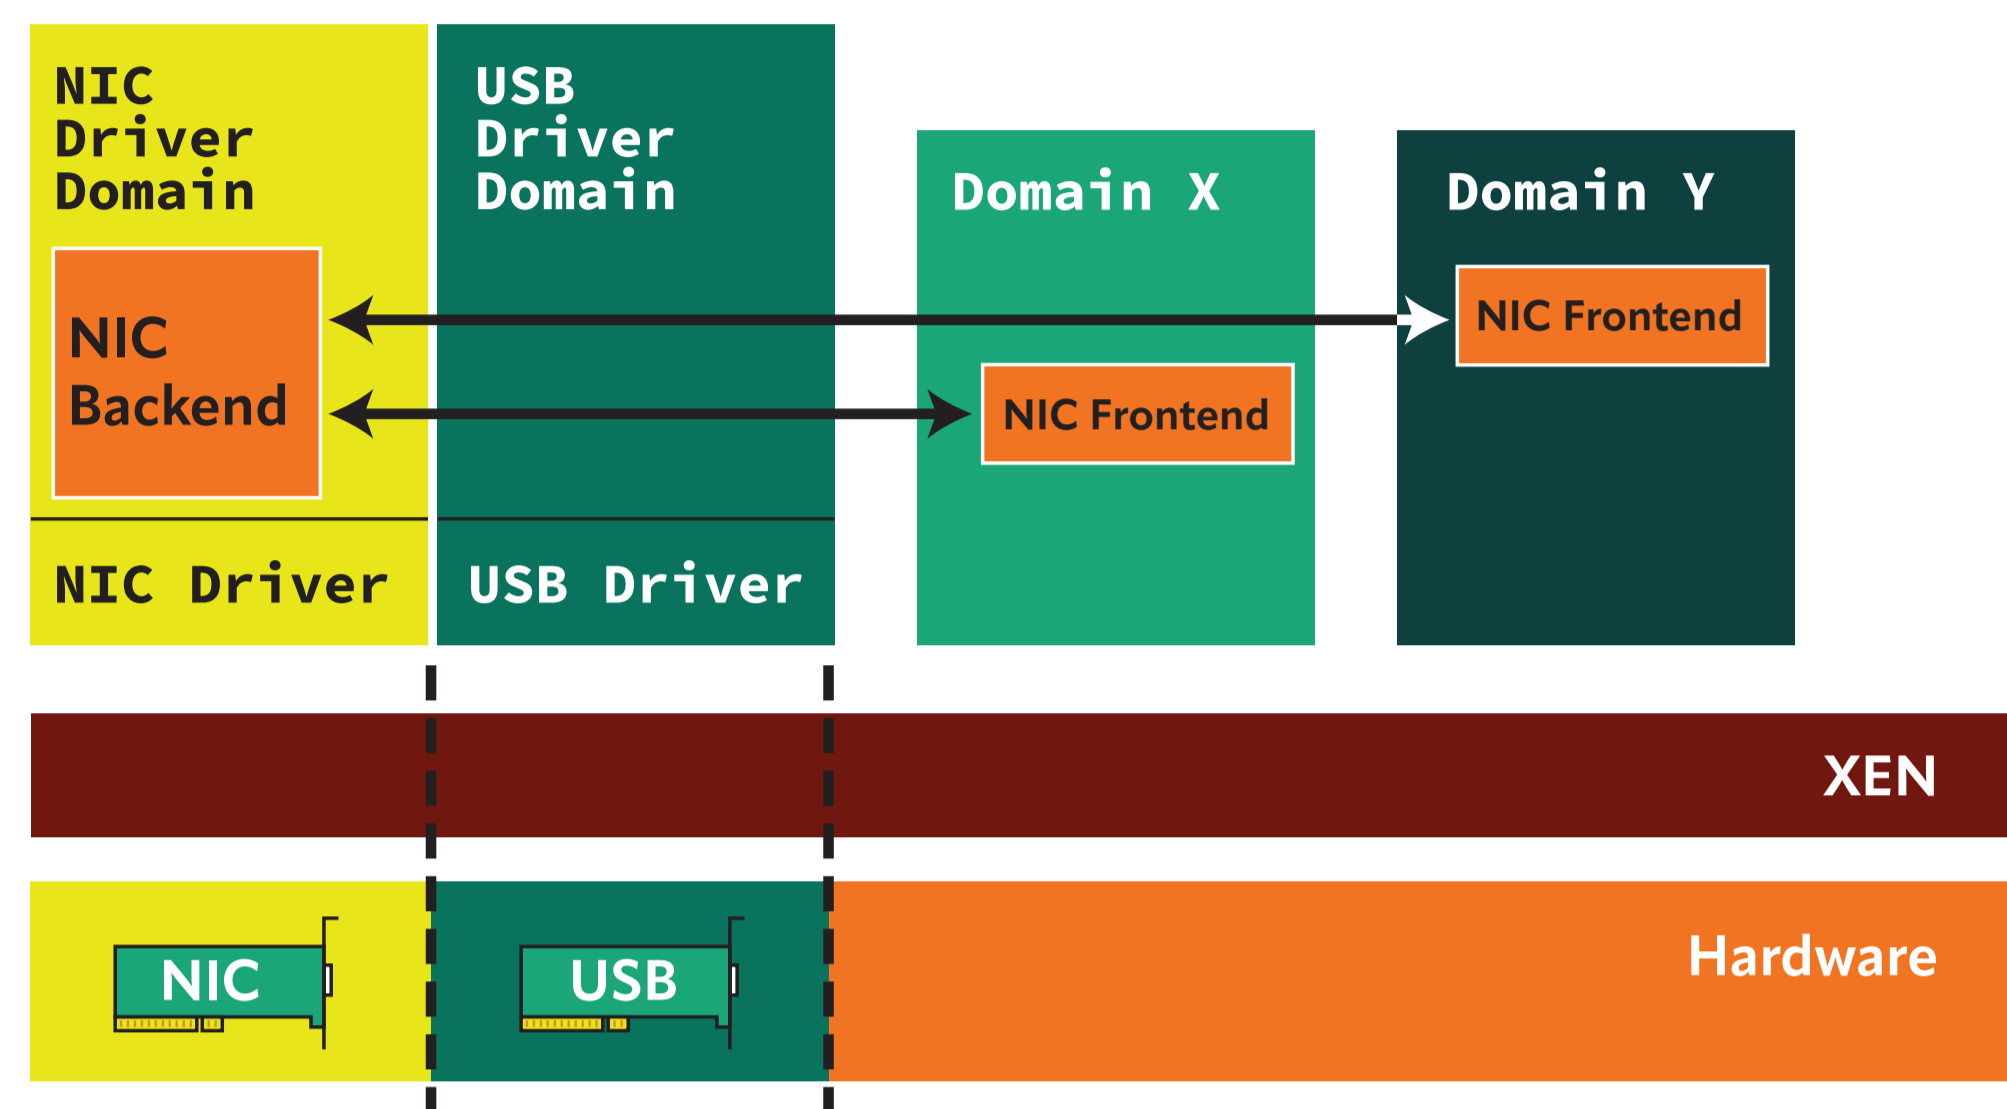 NIC
Driver
Domain
NIC
Backend
NIC Driver
USB
Driver
Domain
USB Driver
Domain X
NIC Frontend
Domain Y
NIC Frontend
XEN
NIC
USB
Hardware